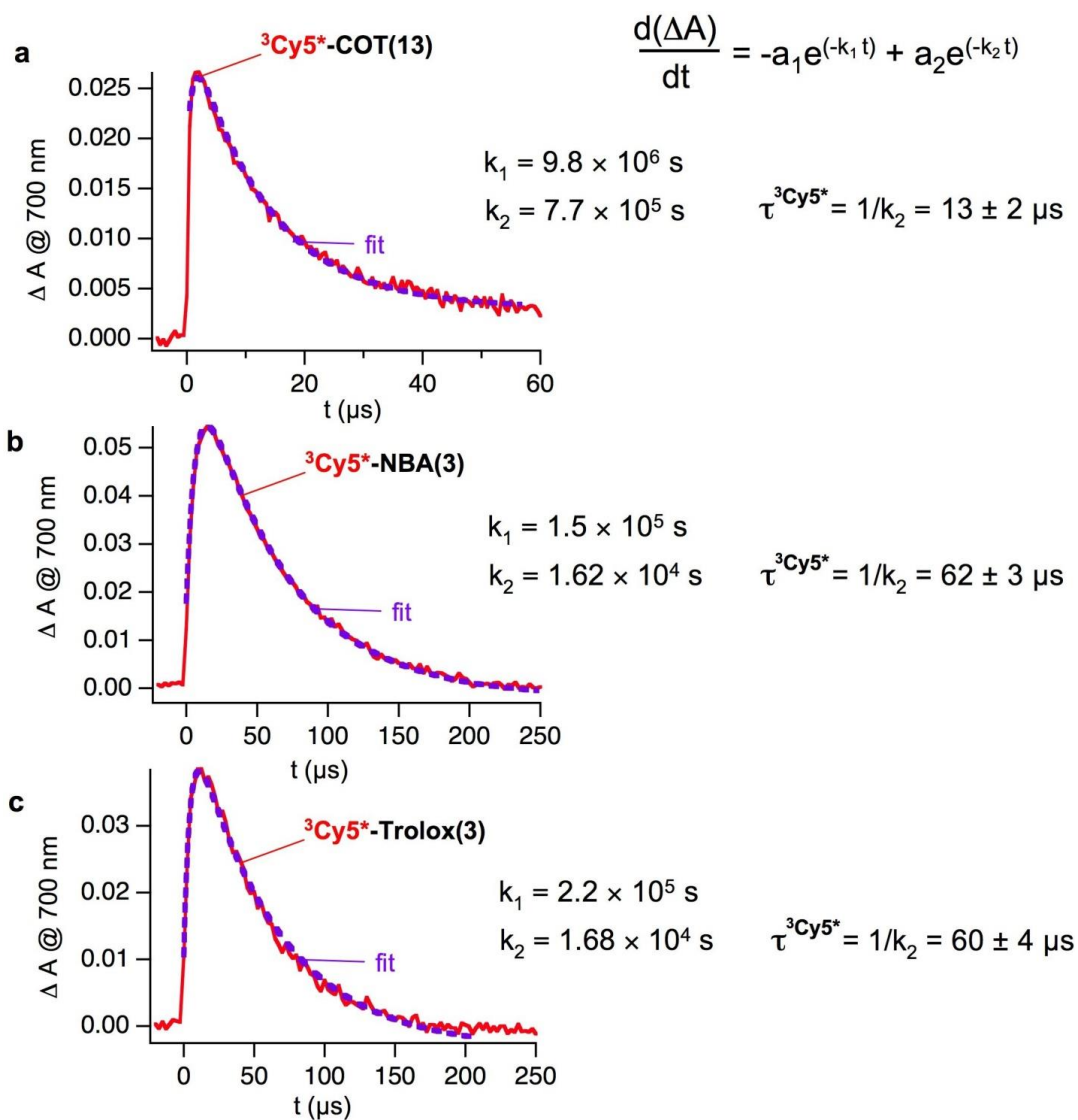 a
³Cy5*-COT(13)
d(ΔA)
dt
= -a₁e^(-k₁ t) + a₂e^(-k₂ t)
0.025
0.020
0.015
0.010
0.005
0.000
Δ A @ 700 nm
fit
0 20 40 60
t (µs)
k₁ = 9.8 × 10⁶ s
k₂ = 7.7 × 10⁵ s
τ^³Cy5* = 1/k₂ = 13 ± 2 µs
b
³Cy5*-NBA(3)
0.05
0.04
0.03
0.02
0.01
0.00
Δ A @ 700 nm
fit
0 50 100 150 200 250
t (µs)
k₁ = 1.5 × 10⁵ s
k₂ = 1.62 × 10⁴ s
τ^³Cy5* = 1/k₂ = 62 ± 3 µs
c
³Cy5*-Trolox(3)
0.03
0.02
0.01
0.00
Δ A @ 700 nm
fit
0 50 100 150 200 250
t (µs)
k₁ = 2.2 × 10⁵ s
k₂ = 1.68 × 10⁴ s
τ^³Cy5* = 1/k₂ = 60 ± 4 µs